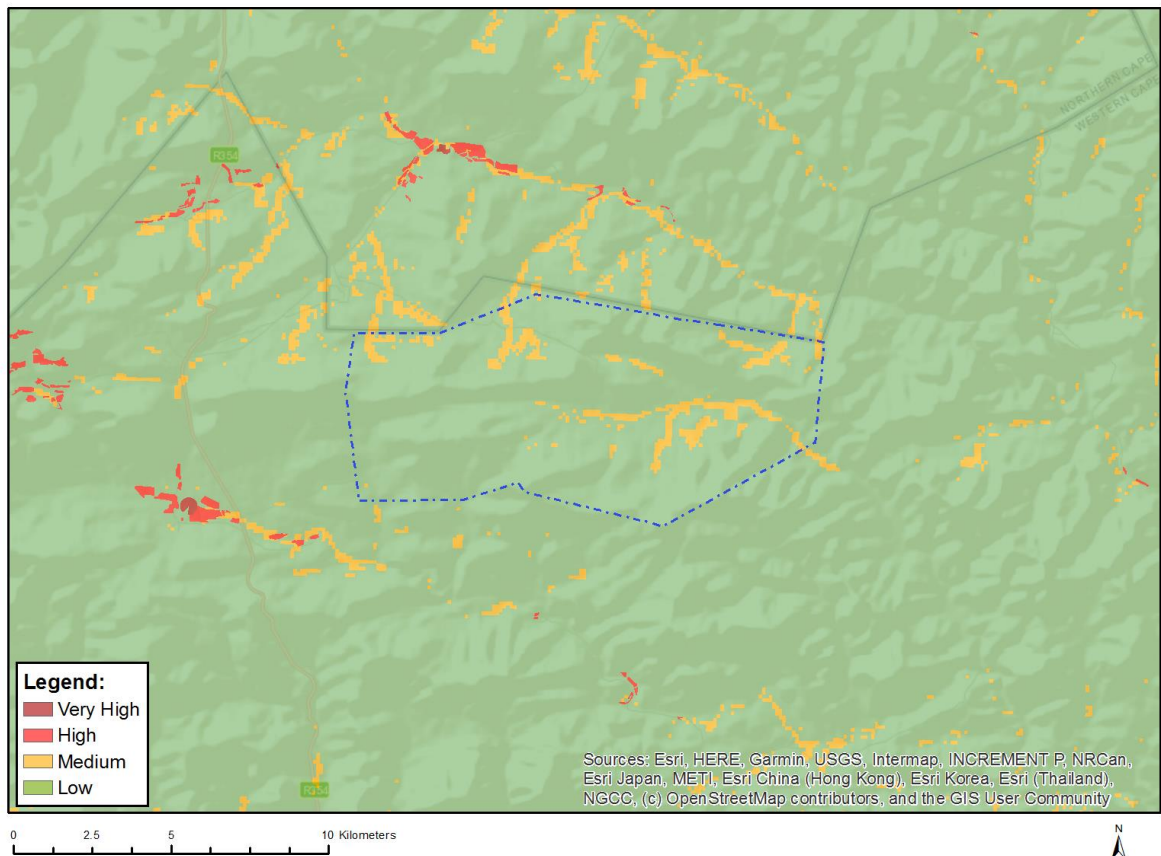 NORTHERN CAPE
WESTERN CAPE
R354
Legend:
Very High
High
Medium
Low
R354
Sources: Esri, HERE, Garmin, USGS, Intermap, INCREMENT P, NRCan,
Esri Japan, METI, Esri China (Hong Kong), Esri Korea, Esri (Thailand),
NGCC, (c) OpenStreetMap contributors, and the GIS User Community
0 2.5 5 10 Kilometers
N